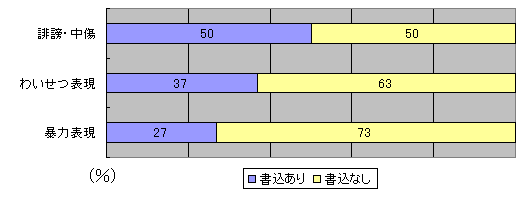 誹謗・中傷 50 50
わいせつ表現 37 63
暴力表現 27 73
(%)
書込あり 書込なし